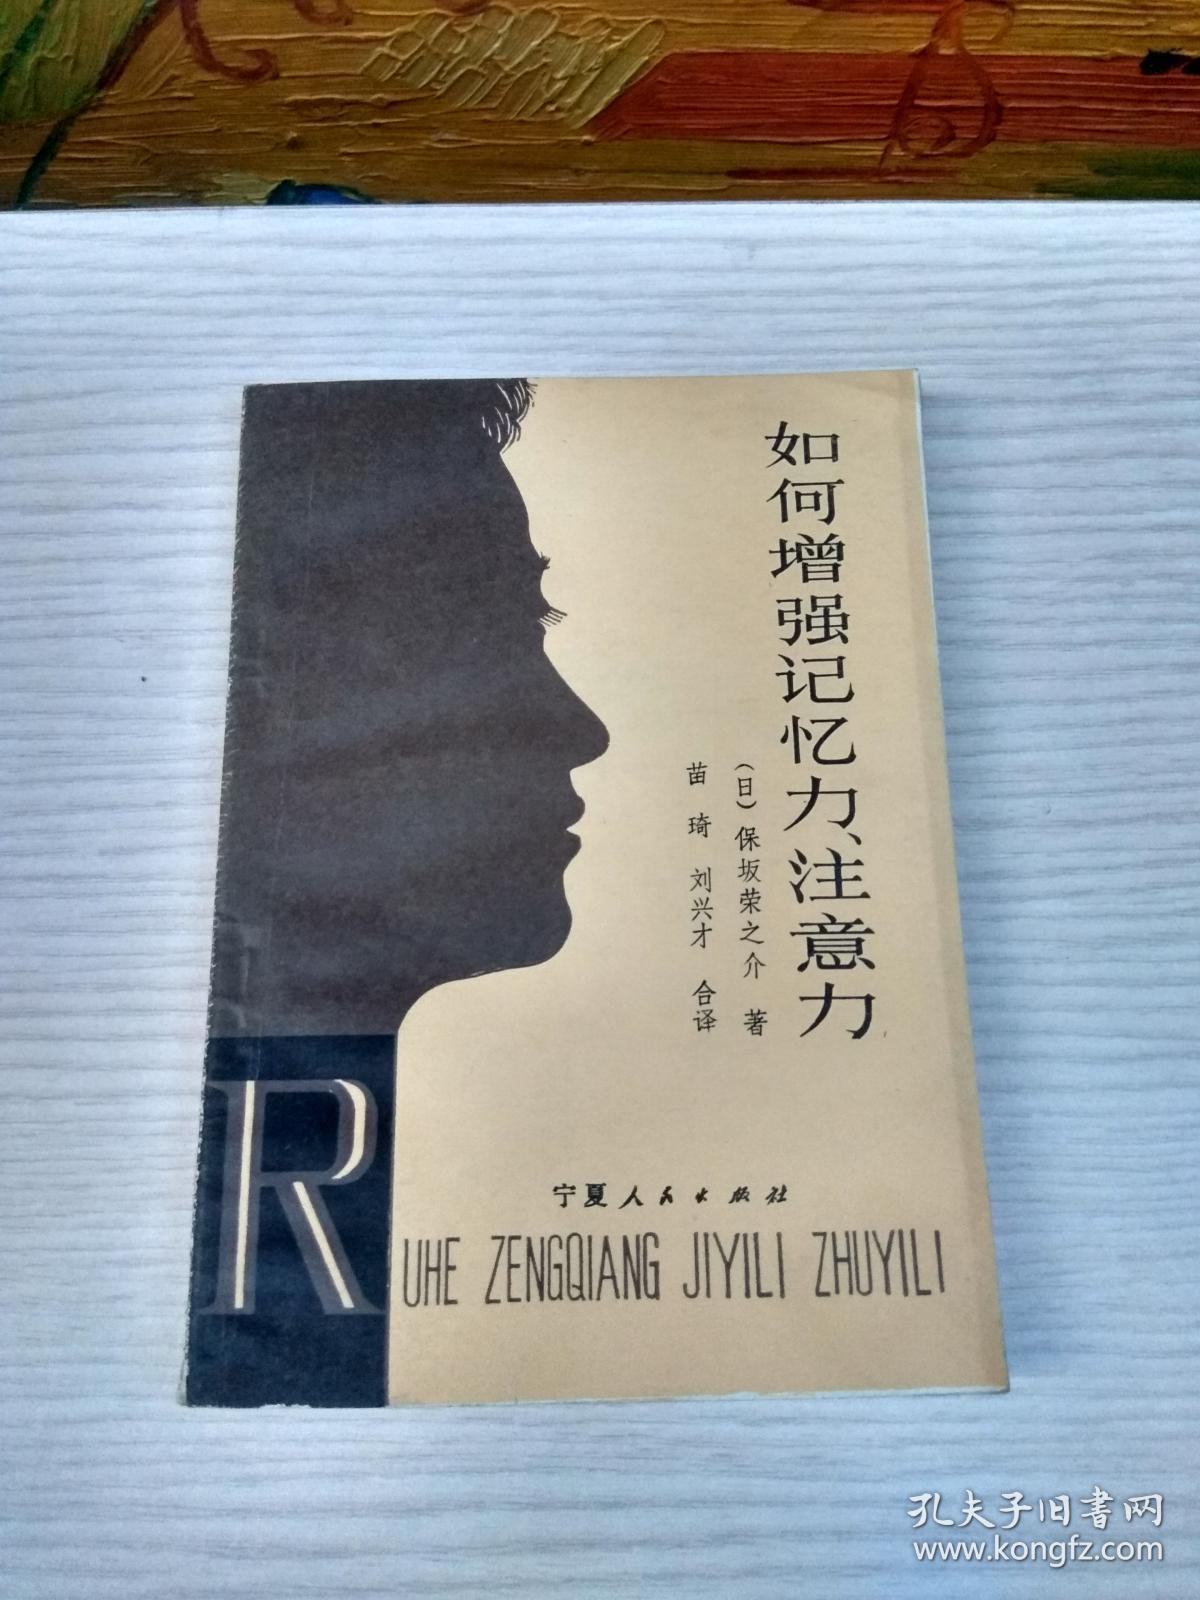 如何增强记忆力、注意力
(日)保坂荣之介 著
苗琦 刘兴才 合译
宁夏人民出版社
RUHE ZENGQIANG JIYILI ZHUYILI
孔夫子旧书网
www.kongfz.com